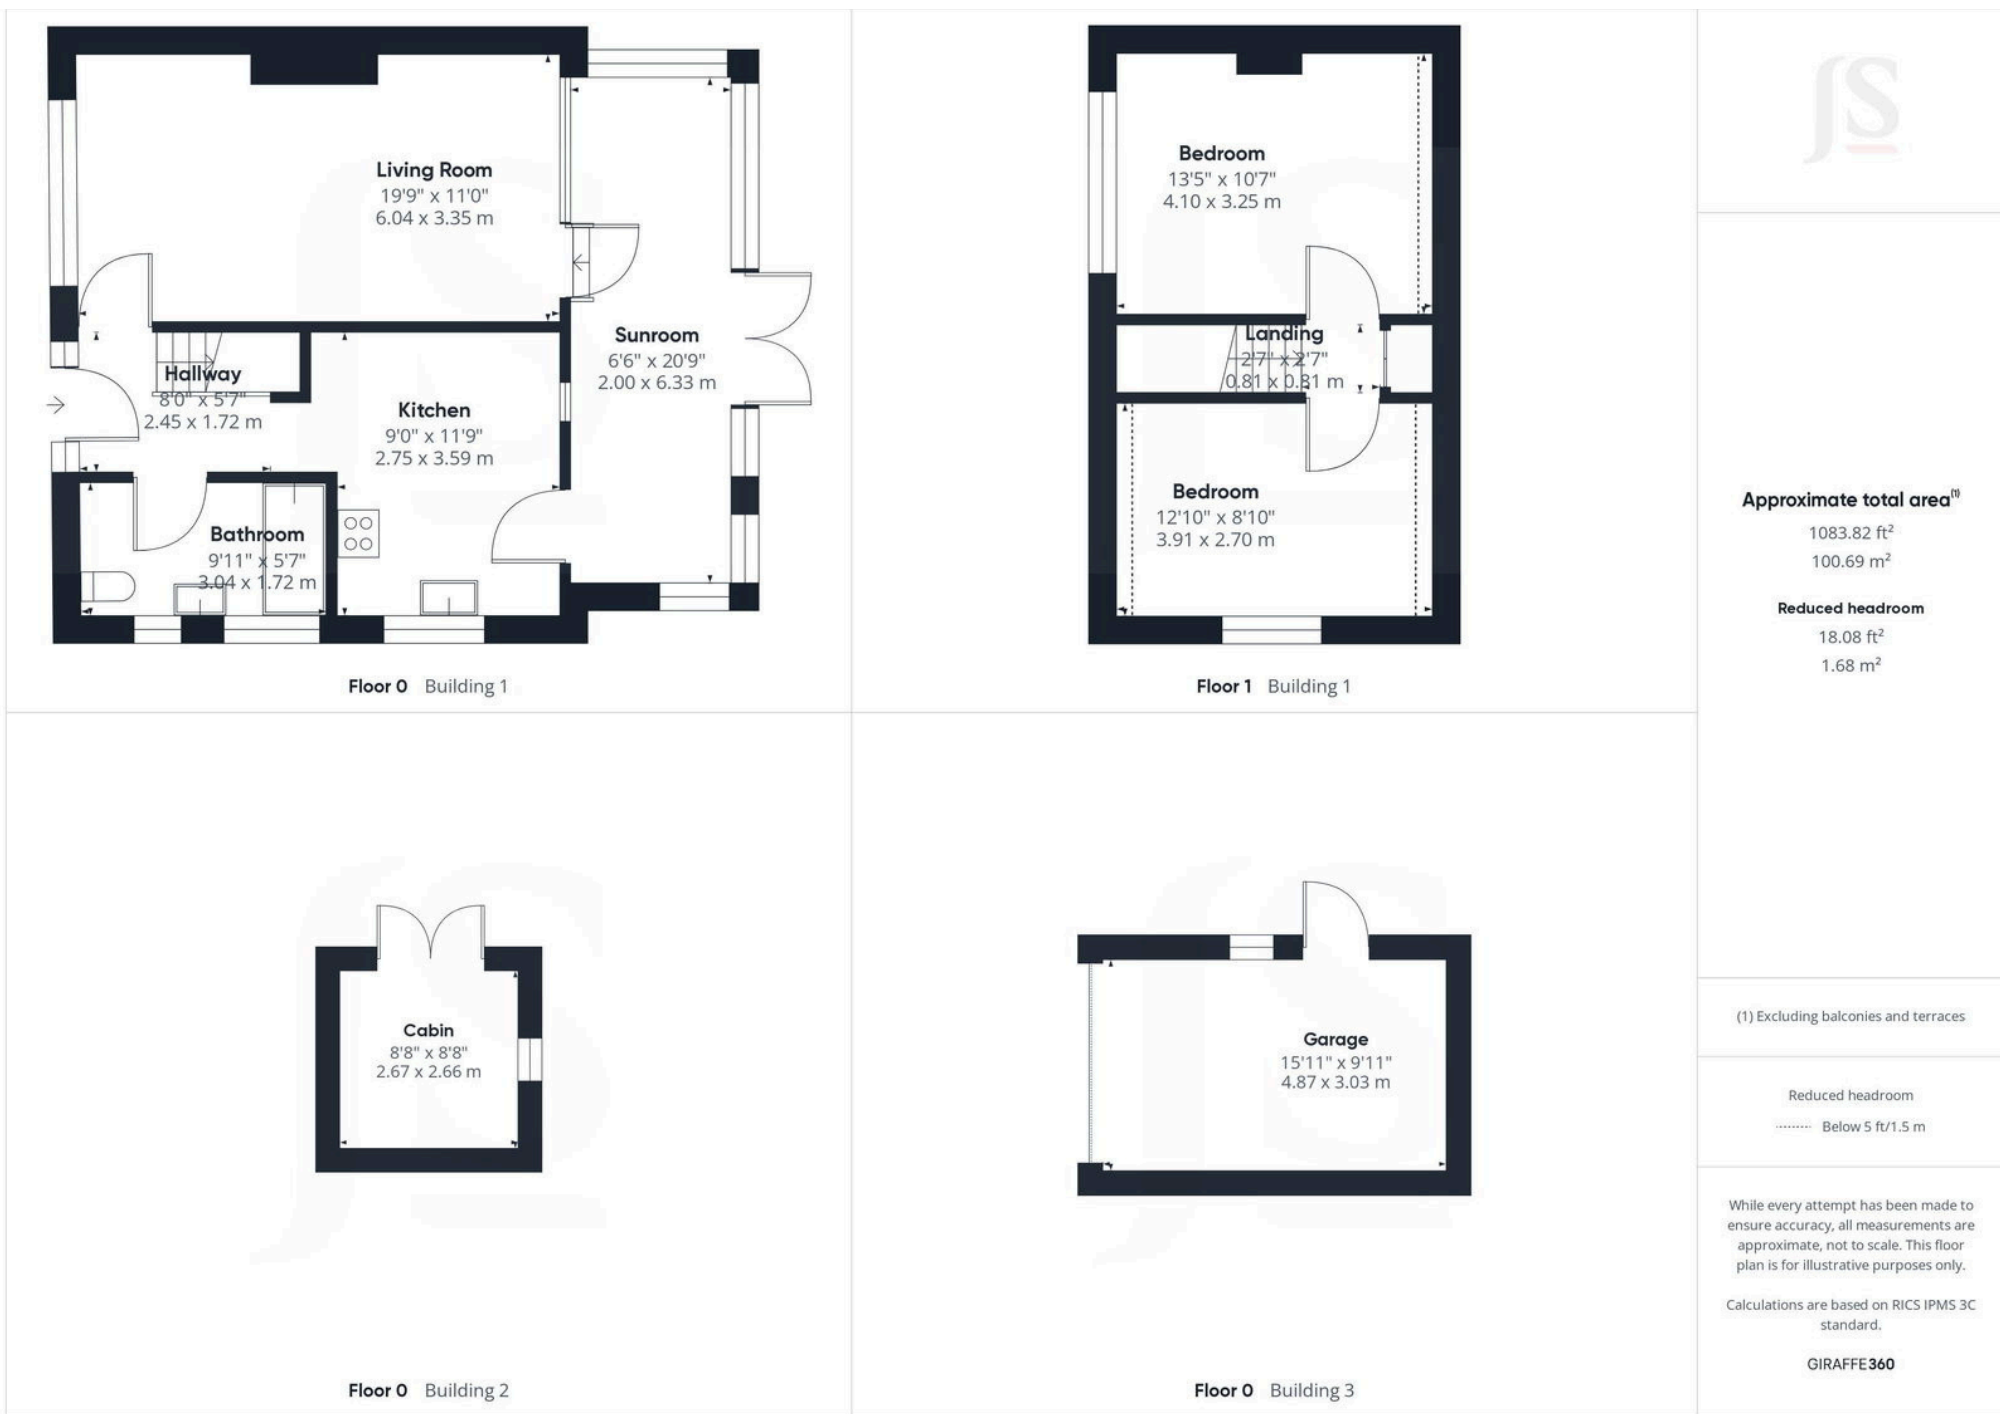 Living Room
19'9" x 11'0"
6.04 x 3.35 m
Sunroom
6'6" x 20'9"
2.00 x 6.33 m
Hallway
8'0" x 5'7"
2.45 x 1.72 m
Kitchen
9'0" x 11'9"
2.75 x 3.59 m
Bathroom
9'11" x 5'7"
3.04 x 1.72 m
Floor 0 Building 1
Bedroom
13'5" x 10'7"
4.10 x 3.25 m
Landing
2'7" x 2'7"
0.81 x 0.81 m
Bedroom
12'10" x 8'10"
3.91 x 2.70 m
Floor 1 Building 1
Cabin
8'8" x 8'8"
2.67 x 2.66 m
Floor 0 Building 2
Garage
15'11" x 9'11"
4.87 x 3.03 m
Floor 0 Building 3
JS
Approximate total area(1)
1083.82 ft²
100.69 m²
Reduced headroom
18.08 ft²
1.68 m²
(1) Excluding balconies and terraces
Reduced headroom
Below 5 ft/1.5 m
While every attempt has been made to
ensure accuracy, all measurements are
approximate, not to scale. This floor
plan is for illustrative purposes only.
Calculations are based on RICS IPMS 3C
standard.
GIRAFFE360